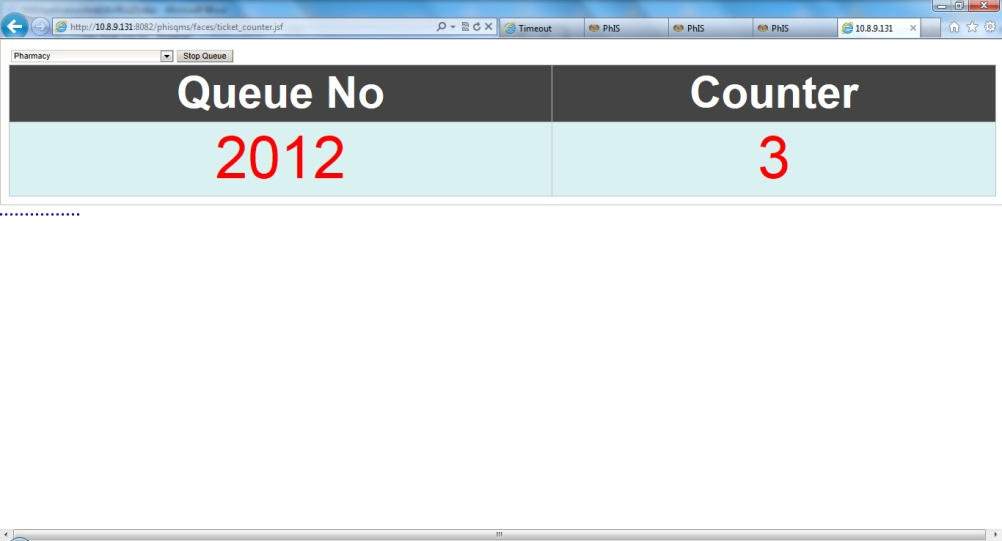 http://10.8.9.131:8082/phisqms/faces/ticket_counter.jsf
Timeout
PhIS
PhIS
PhIS
10.8.9.131
Pharmacy
Stop Queue
Queue No
Counter
2012
3